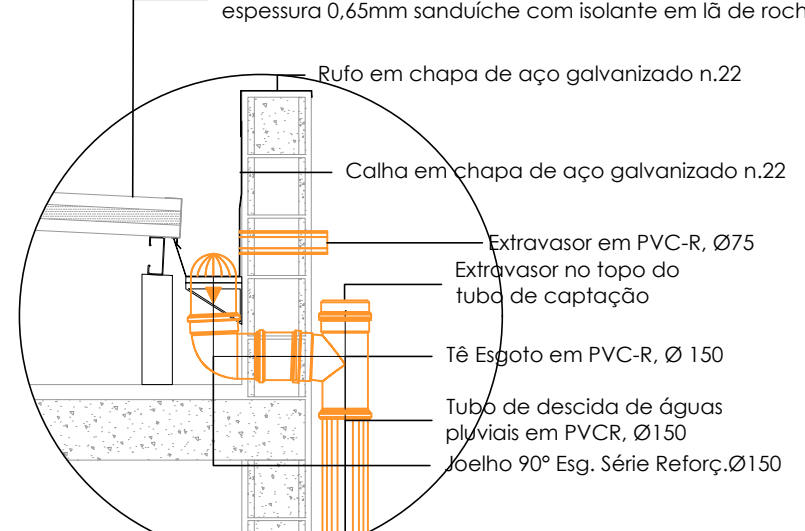 espessura 0,65mm sanduíche com isolante em lã de roch
Rufo em chapa de aço galvanizado n.22
Calha em chapa de aço galvanizado n.22
Extravasor em PVC-R, Ø75
Extravasor no topo do
tubo de captação
Tê Esgoto em PVC-R, Ø 150
Tubo de descida de águas
pluviais em PVCR, Ø150
Joelho 90° Esg. Série Reforç.Ø150